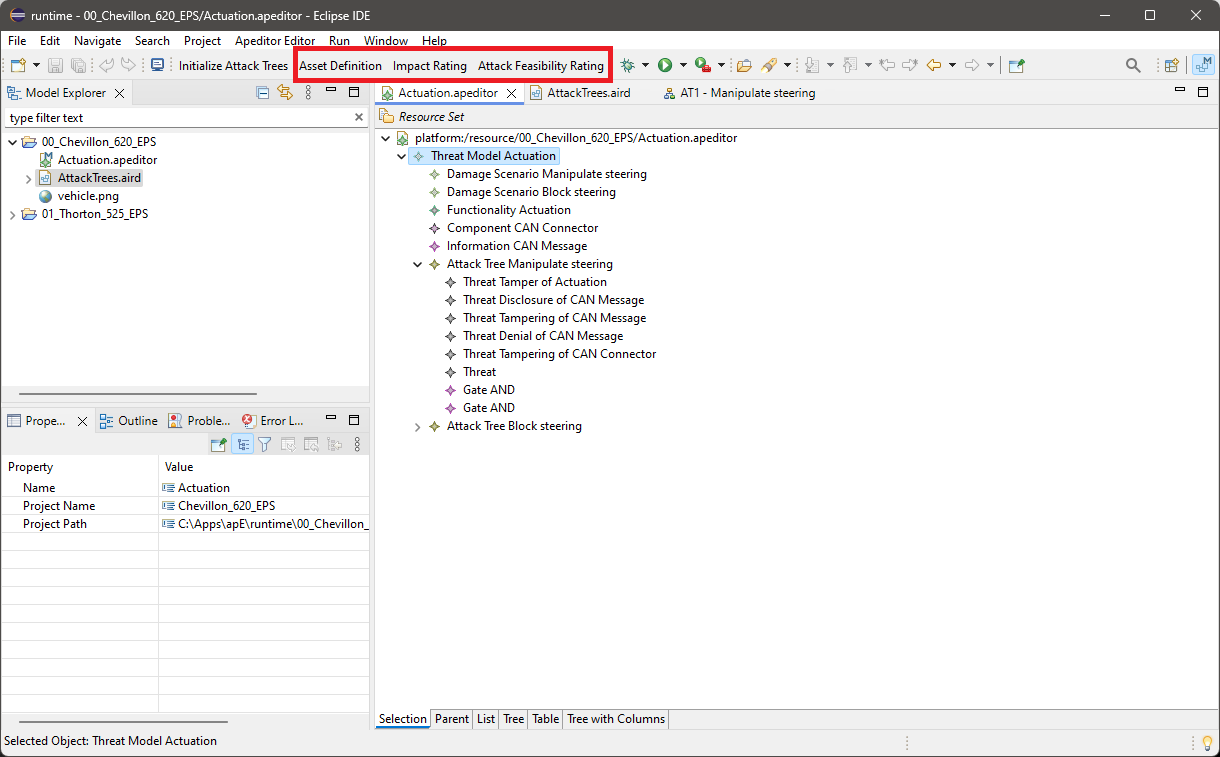 runtime - 00_Chevillon_620_EPS/Actuation.apeditor - Eclipse IDE
File Edit Navigate Search Project Apeditor Editor Run Window Help
Initialize Attack Trees Asset Definition Impact Rating Attack Feasibility Rating
Model Explorer
type filter text
00_Chevillon_620_EPS
Actuation.apeditor
AttackTrees.aird
vehicle.png
01_Thorton_525_EPS
Actuation.apeditor AttackTrees.aird AT1 - Manipulate steering
Resource Set
platform:/resource/00_Chevillon_620_EPS/Actuation.apeditor
Threat Model Actuation
Damage Scenario Manipulate steering
Damage Scenario Block steering
Functionality Actuation
Component CAN Connector
Information CAN Message
Attack Tree Manipulate steering
Threat Tamper of Actuation
Threat Disclosure of CAN Message
Threat Tampering of CAN Message
Threat Denial of CAN Message
Threat Tampering of CAN Connector
Threat
Gate AND
Gate AND
Attack Tree Block steering
Prope... Outline Proble... Error L...
Property Value
Name Actuation
Project Name Chevillon_620_EPS
Project Path C:\Apps\apE\runtime\00_Chevillon_
Selection Parent List Tree Table Tree with Columns
Selected Object: Threat Model Actuation